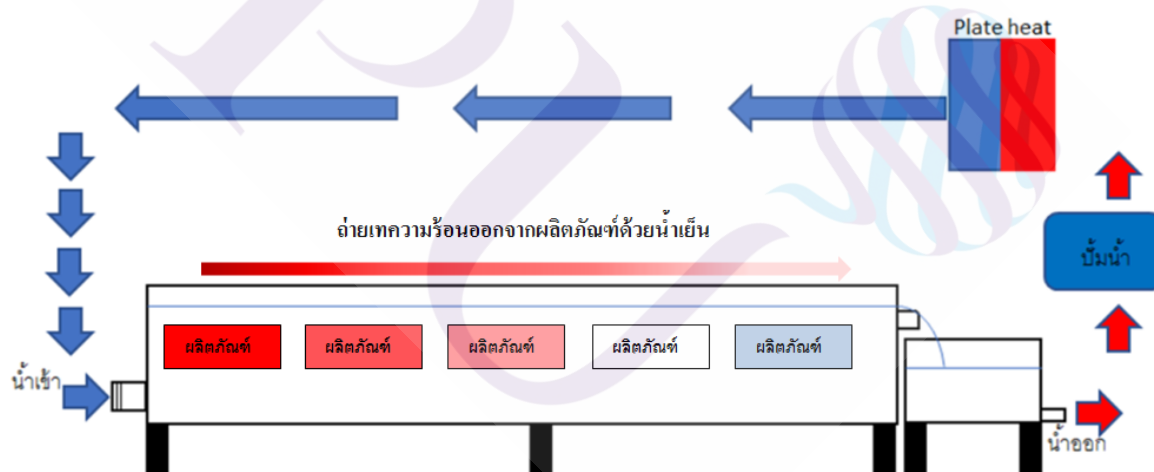 Plate heat
ถ่ายเทความร้อนออกจากผลิตภัณฑ์ด้วยน้ำเย็น
ปั้มน้ำ
ผลิตภัณฑ์
ผลิตภัณฑ์
ผลิตภัณฑ์
ผลิตภัณฑ์
ผลิตภัณฑ์
น้ำเข้า
น้ำออก